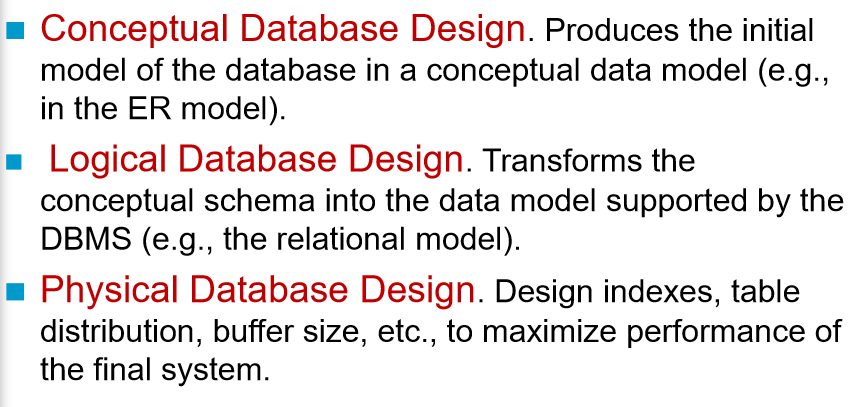 Conceptual Database Design. Produces the initial
model of the database in a conceptual data model (e.g.,
in the ER model).
Logical Database Design. Transforms the
conceptual schema into the data model supported by the
DBMS (e.g., the relational model).
Physical Database Design. Design indexes, table
distribution, buffer size, etc., to maximize performance of
the final system.